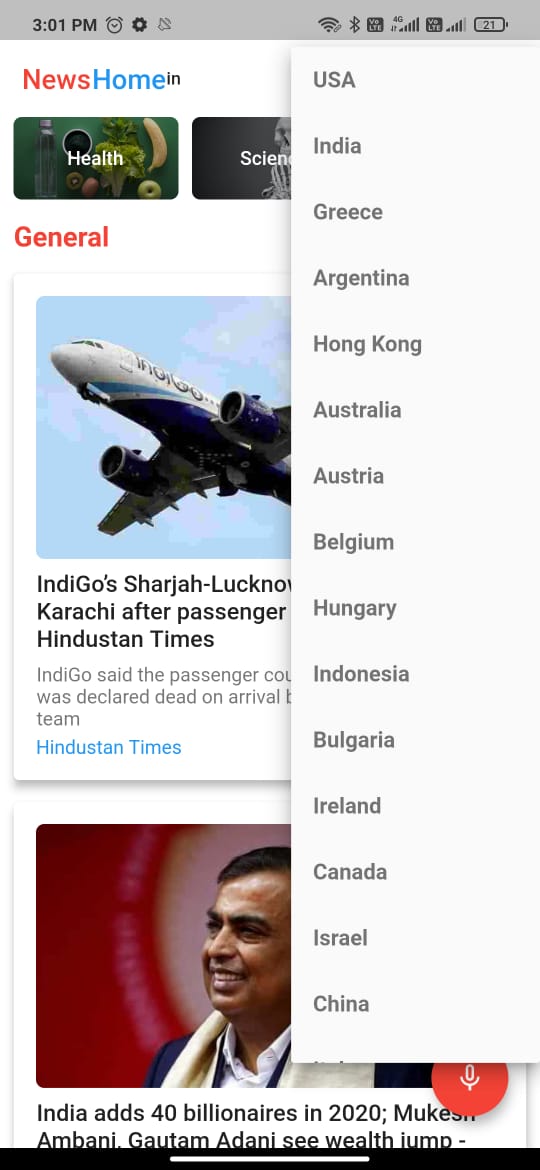 3:01 PM
4G
21
NewsHomein
Health
Scien
General
IndiGo
IndiGo’s Sharjah-Lucknow
Karachi after passenger
Hindustan Times
IndiGo said the passenger cou
was declared dead on arrival b
team
Hindustan Times
India adds 40 billionaires in 2020; Mukesh
Ambani, Gautam Adani see wealth jump -
USA
India
Greece
Argentina
Hong Kong
Australia
Austria
Belgium
Hungary
Indonesia
Bulgaria
Ireland
Canada
Israel
China